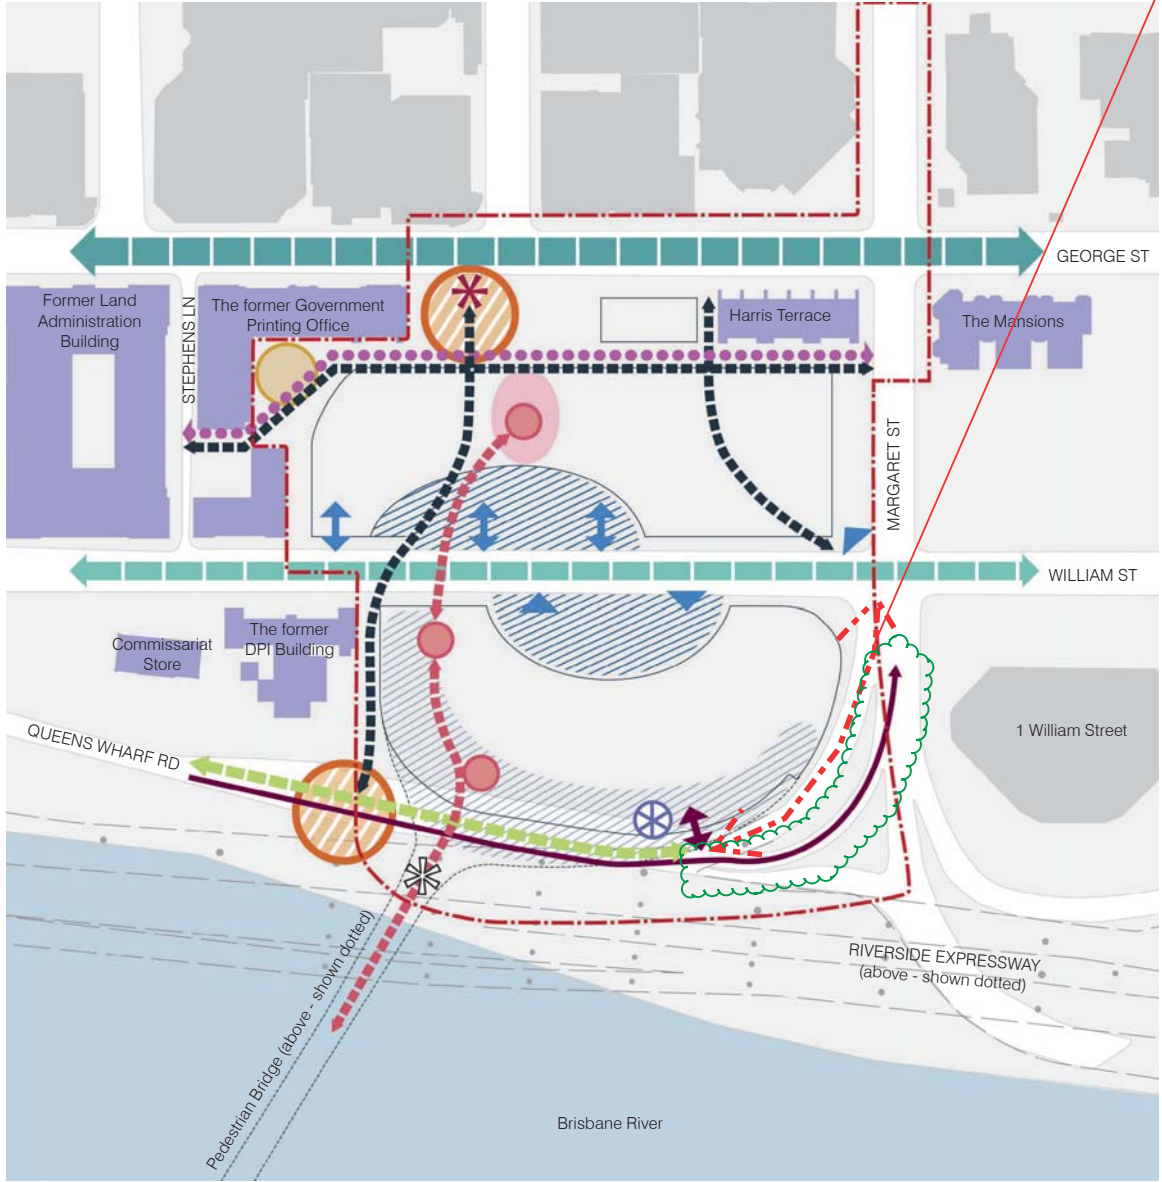 GEORGE ST
Former Land
Administration
Building
STEPHENS LN
The former Government
Printing Office
Harris Terrace
The Mansions
MARGARET ST
WILLIAM ST
Commissariat
Store
The former
DPI Building
1 William Street
QUEENS WHARF RD
RIVERSIDE EXPRESSWAY
(above - shown dotted)
Pedestrian Bridge (above - shown dotted)
Brisbane River